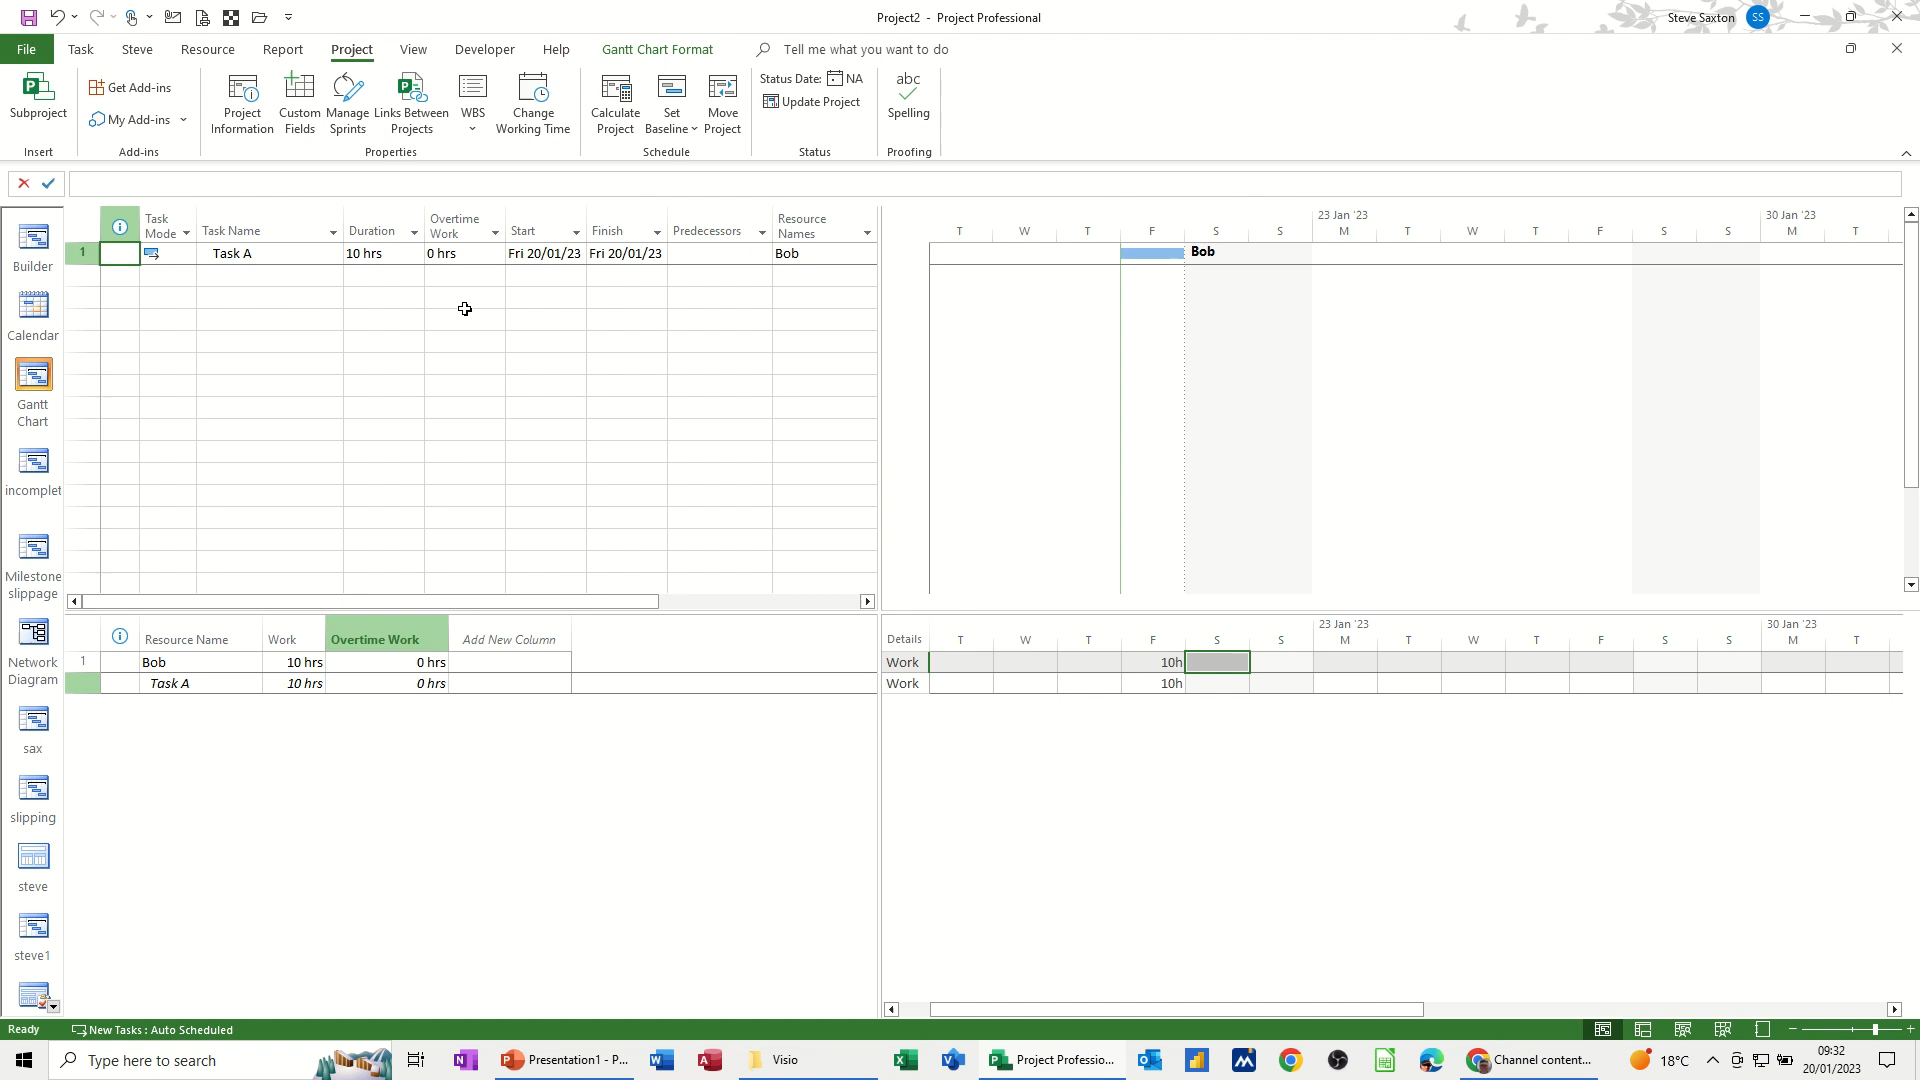 Project2 - Project Professional
Steve Saxton
SS
File
Task
Steve
Resource
Report
Project
View
Developer
Help
Gantt Chart Format
Tell me what you want to do
Subproject
Get Add-ins
My Add-ins
Project
Information
Custom
Fields
Manage
Sprints
Links Between
Projects
WBS
Change
Working Time
Calculate
Project
Set
Baseline
Move
Project
Status Date:
NA
Update Project
abc
Spelling
Insert
Add-ins
Properties
Schedule
Status
Proofing
Task
Mode
Task Name
Duration
Overtime
Work
Start
Finish
Predecessors
Resource
Names
1
Task A
10 hrs
0 hrs
Fri 20/01/23
Fri 20/01/23
Bob
23 Jan '23
30 Jan '23
T W T F S S M T W T F S S M T
Bob
Builder
Calendar
Gantt
Chart
incomplet
Milestone
slippage
Network
Diagram
sax
slipping
steve
steve1
Resource Name
Work
Overtime Work
Add New Column
1
Bob
10 hrs
0 hrs
Task A
10 hrs
0 hrs
Details
23 Jan '23
30 Jan '23
T W T F S S M T W T F S S M T
Work
10h
Work
10h
Ready
New Tasks : Auto Scheduled
Type here to search
Presentation1 - P...
Visio
Project Professio...
Channel content...
18°C
09:32
20/01/2023